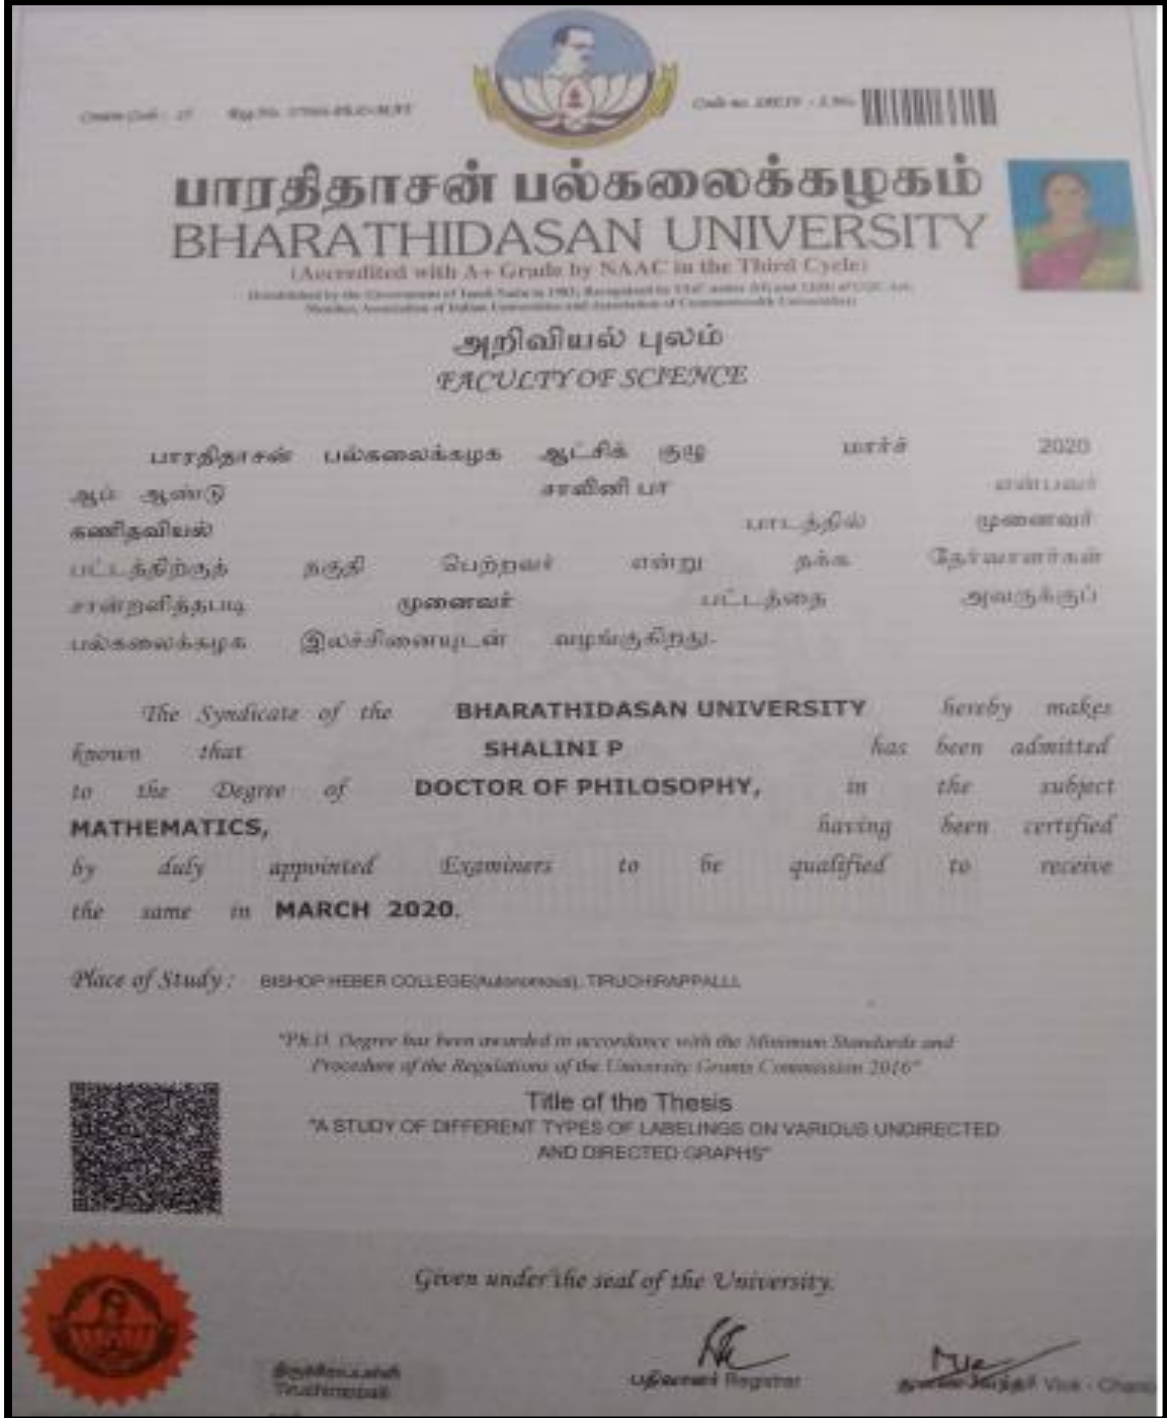 பாரதிதாசன் பல்கலைக்கழகம்
BHARATHIDASAN UNIVERSITY
(Accredited with A+ Grade by NAAC in the Third Cycle)
அறிவியல் புலம்
FACULTY OF SCIENCE
பாரதிதாசன் பல்கலைக்கழக ஆட்சிக் குழு மார்ச் 2020
ஆம் ஆண்டு சாலினி பா என்பவர்
கணிதவியல் பாடத்தில் முனைவர்
பட்டத்திற்குத் தகுதி பெற்றவர் என்று தக்க தேர்வாளர்கள்
சான்றளித்தபடி முனைவர் பட்டத்தை அவருக்குப்
பல்கலைக்கழக இலச்சினையுடன் வழங்குகிறது.
The Syndicate of the BHARATHIDASAN UNIVERSITY hereby makes
known that SHALINI P has been admitted
to the Degree of DOCTOR OF PHILOSOPHY, in the subject
MATHEMATICS, having been certified
by duly appointed Examiners to be qualified to receive
the same in MARCH 2020.
Place of Study : BISHOP HEBER COLLEGE(Autonomous), TIRUCHIRAPPALLI.
"Ph.D. Degree has been awarded in accordance with the Minimum Standards and
Procedure of the Regulations of the University Grants Commission 2016"
Title of the Thesis
"A STUDY OF DIFFERENT TYPES OF LABELINGS ON VARIOUS UNDIRECTED
AND DIRECTED GRAPHS"
Given under the seal of the University.
பதிவாளர் Registrar
Vice - Chanc